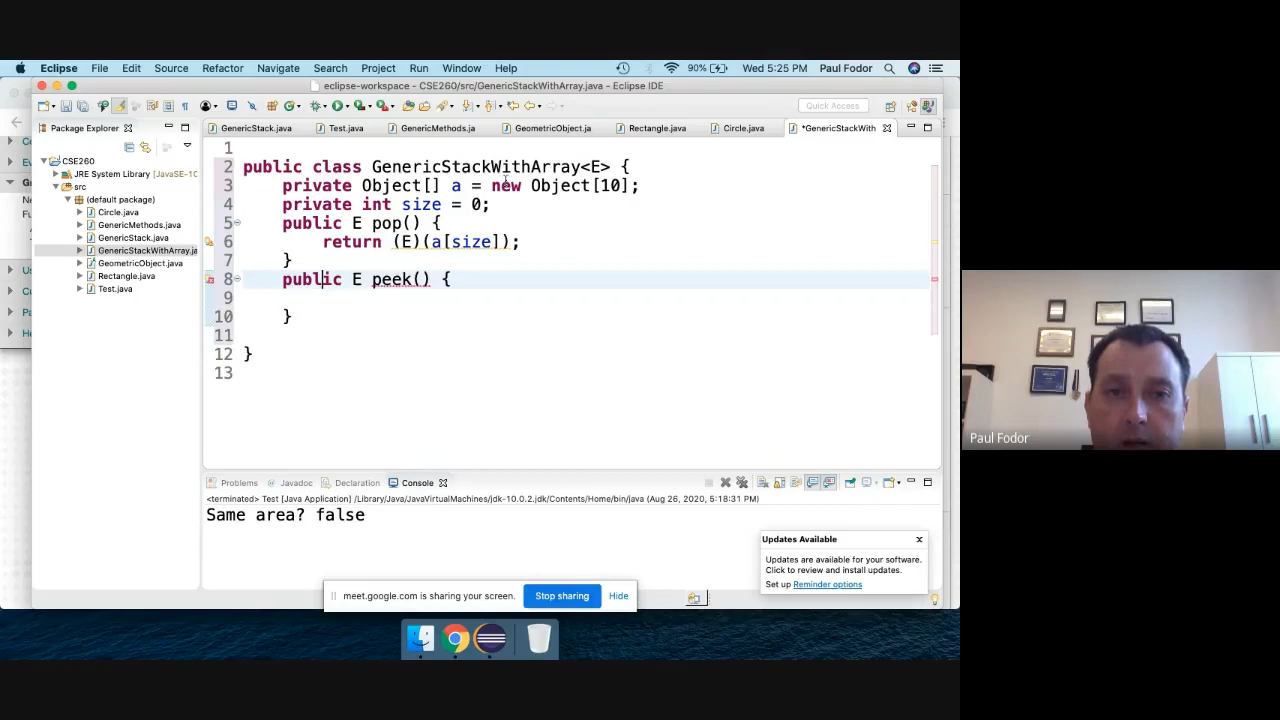 Eclipse File Edit Source Refactor Navigate Search Project Run Window Help 90% Wed 5:25 PM Paul Fodor
eclipse-workspace - CSE260/src/GenericStackWithArray.java - Eclipse IDE
Quick Access
Package Explorer
GenericStack.java Test.java GenericMethods.ja GeometricObject.ja Rectangle.java Circle.java *GenericStackWith
CSE260
JRE System Library [JavaSE-10
src
(default package)
Circle.java
GenericMethods.java
GenericStack.java
GenericStackWithArray.ja
GeometricObject.java
Rectangle.java
Test.java
1
2 public class GenericStackWithArray<E> {
3 private Object[] a = new Object[10];
4 private int size = 0;
5 public E pop() {
6 return (E)(a[size]);
7 }
8 public E peek() {
9
10 }
11
12 }
13
Problems Javadoc Declaration Console
<terminated> Test [Java Application] /Library/Java/JavaVirtualMachines/jdk-10.0.2.jdk/Contents/Home/bin/java (Aug 26, 2020, 5:18:31 PM)
Same area? false
Updates Available
Updates are available for your software.
Click to review and install updates.
Set up Reminder options
meet.google.com is sharing your screen. Stop sharing Hide
Paul Fodor